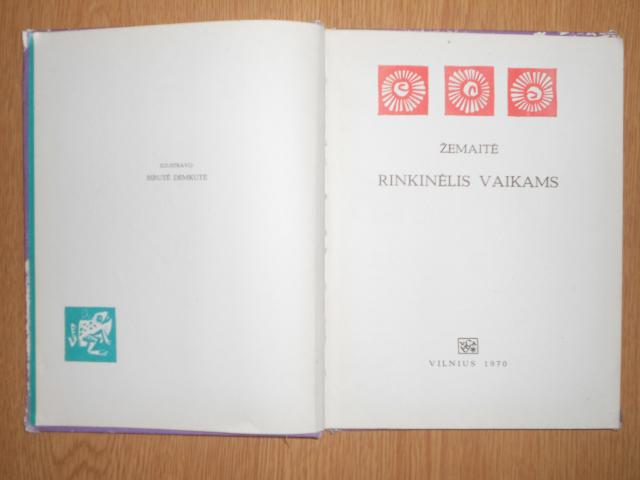 ILIUSTRAVO
BIRUTĖ DEMKUTĖ
ŽEMAITĖ
RINKINĖLIS VAIKAMS
VILNIUS 1970